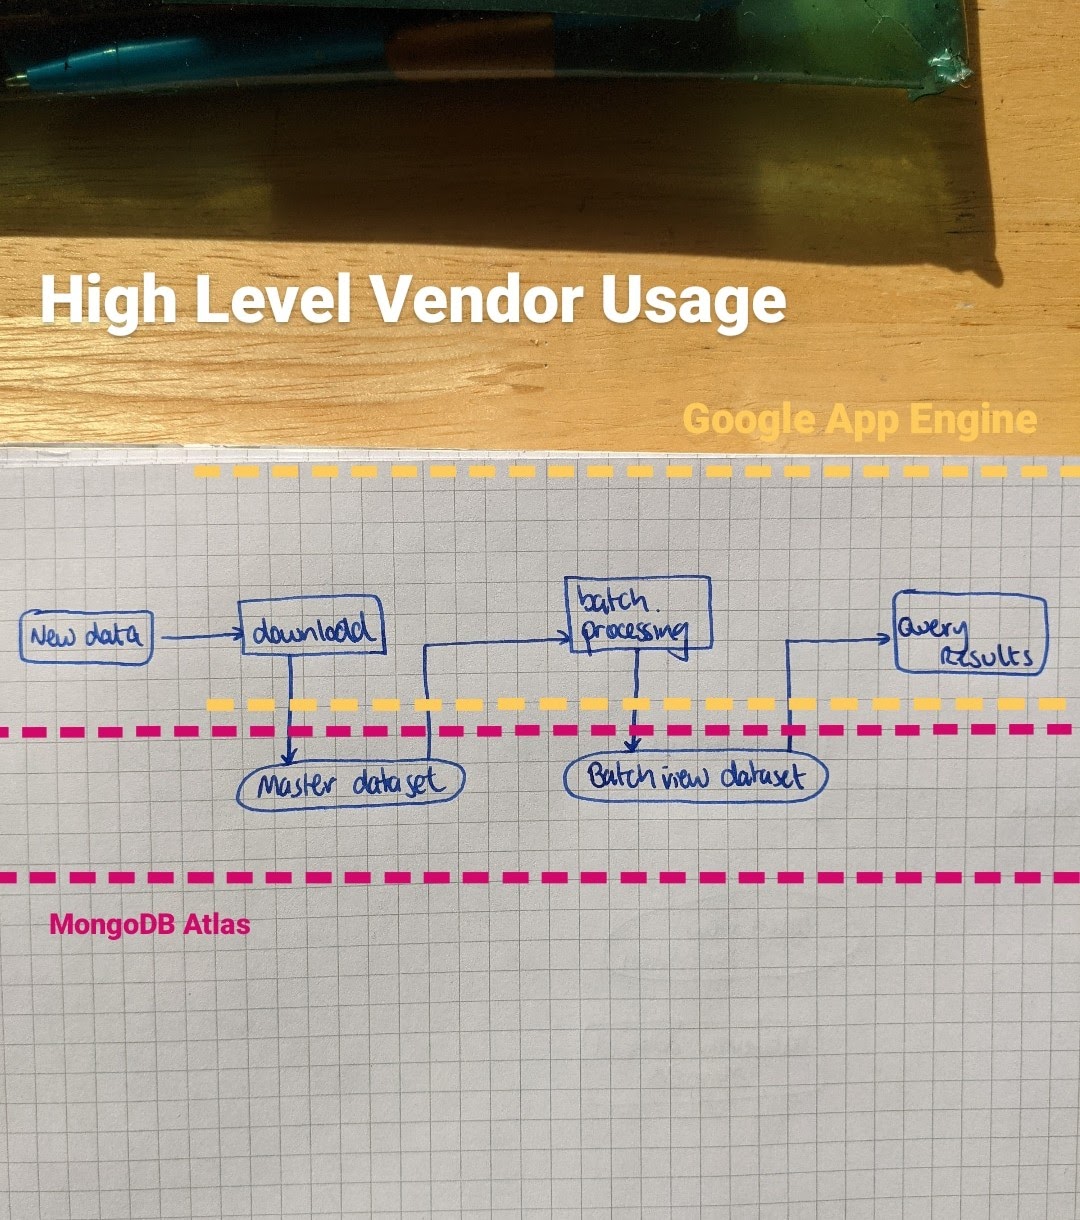 High Level Vendor Usage
Google App Engine
New data
download
batch.
processing
Query
Results
Master dataset
Batch view dataset
MongoDB Atlas